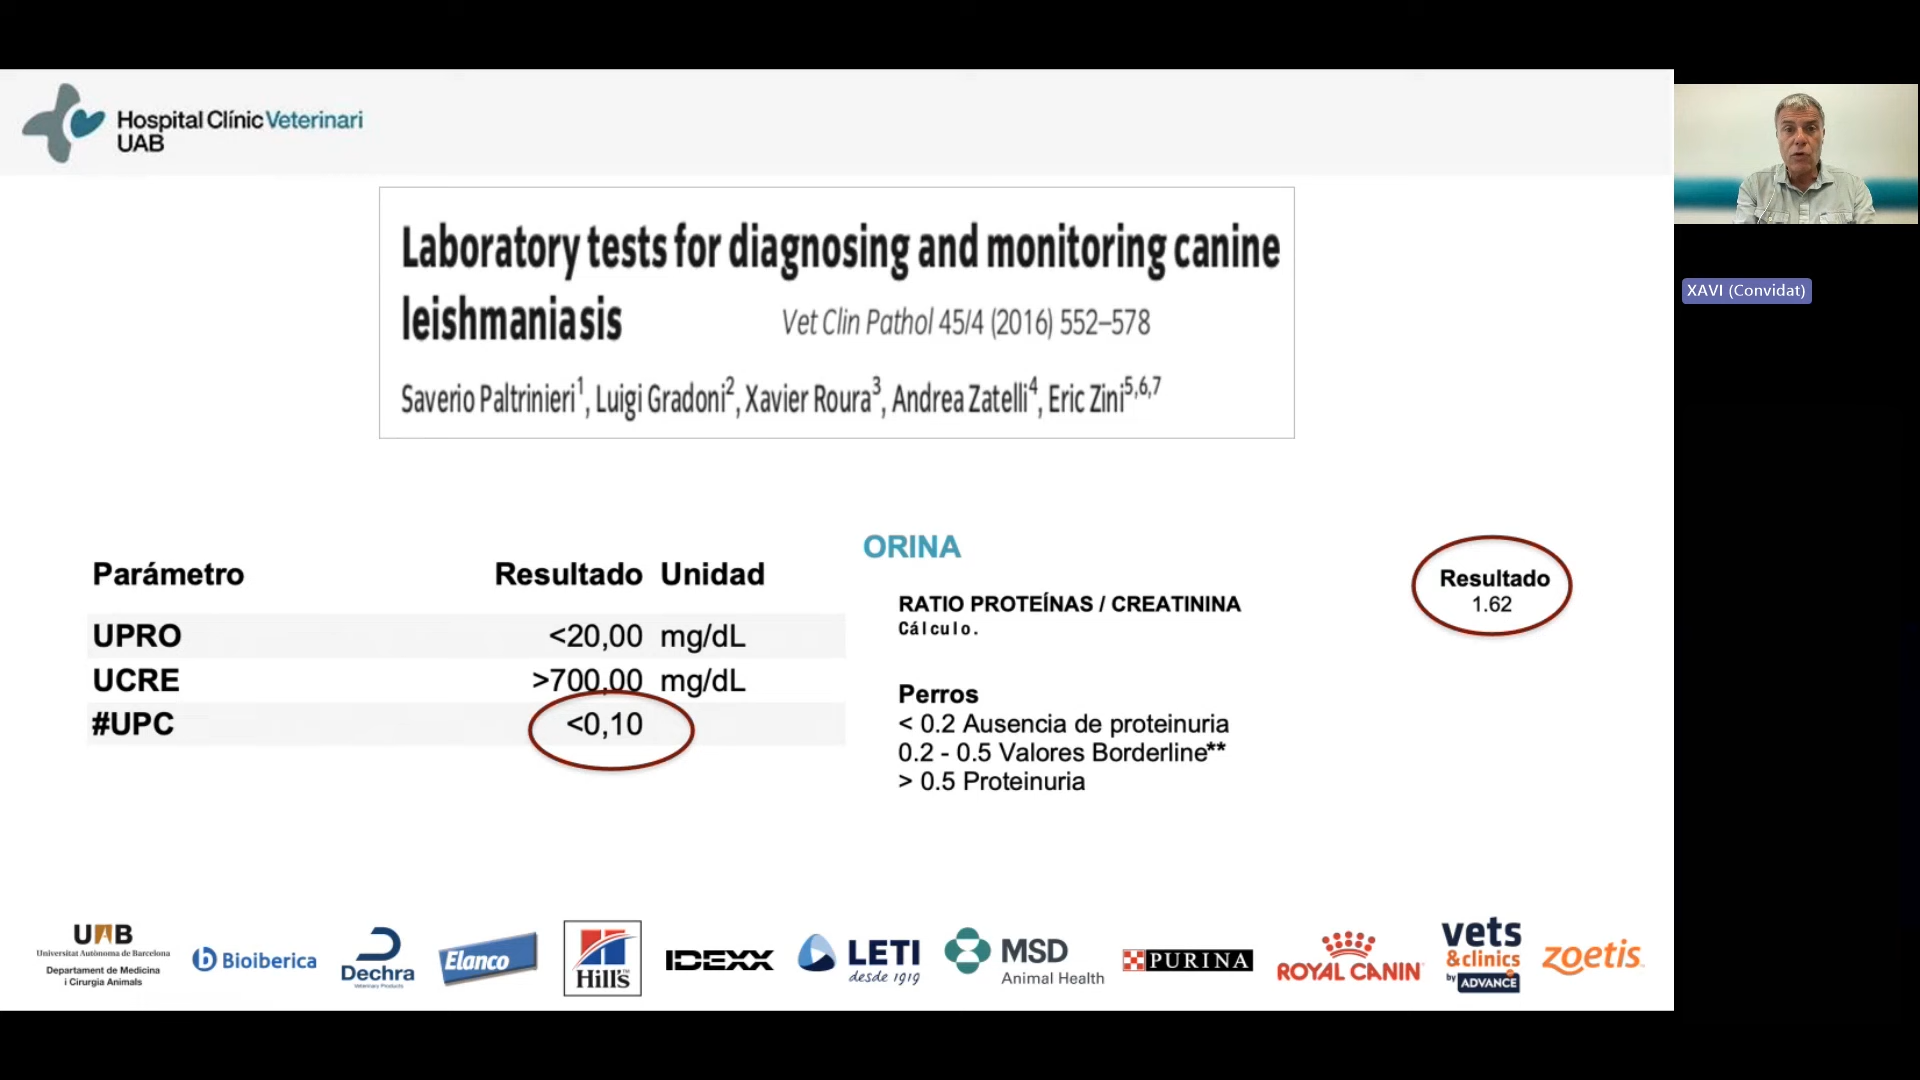 Hospital Clínic Veterinari
UAB
Laboratory tests for diagnosing and monitoring canine
leishmaniasis
Vet Clin Pathol 45/4 (2016) 552–578
Saverio Paltrinieri1, Luigi Gradoni2, Xavier Roura3, Andrea Zatelli4, Eric Zini5,6,7
Parámetro Resultado Unidad
UPRO <20,00 mg/dL
UCRE >700,00 mg/dL
#UPC <0,10
ORINA
RATIO PROTEÍNAS / CREATININA
Cálculo.
Resultado
1.62
Perros
< 0.2 Ausencia de proteinuria
0.2 - 0.5 Valores Borderline**
> 0.5 Proteinuria
UAB
Universitat Autònoma de Barcelona
Departament de Medicina
i Cirurgia Animals
Bioiberica
Dechra
Veterinary Products
Elanco
Hill's
IDEXX
LETI
desde 1919
MSD
Animal Health
PURINA
ROYAL CANIN
vets
&clinics
by ADVANCE
zoetis
XAVI (Convidat)